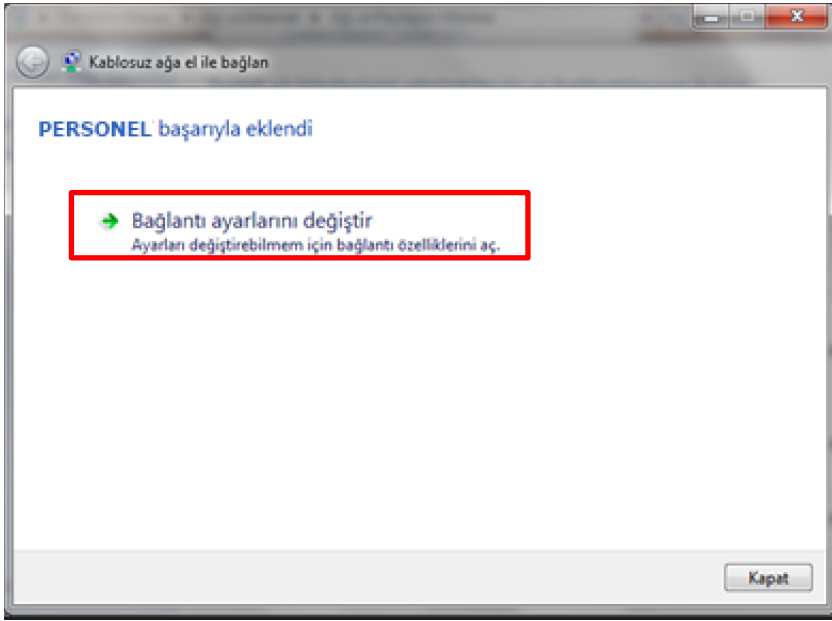 Kablosuz ağa el ile bağlan
PERSONEL başarıyla eklendi
Bağlantı ayarlarını değiştir
Ayarları değiştirebilmem için bağlantı özelliklerini aç.
Kapat